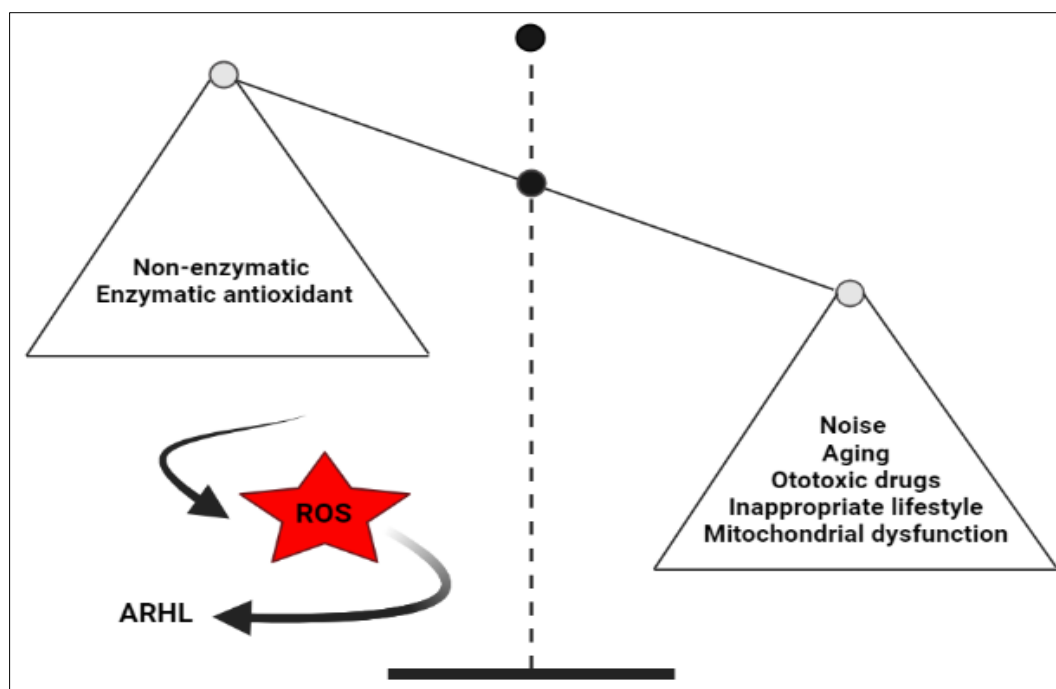 Non-enzymatic
Enzymatic antioxidant
Noise
Aging
Ototoxic drugs
Inappropriate lifestyle
Mitochondrial dysfunction
ROS
ARHL